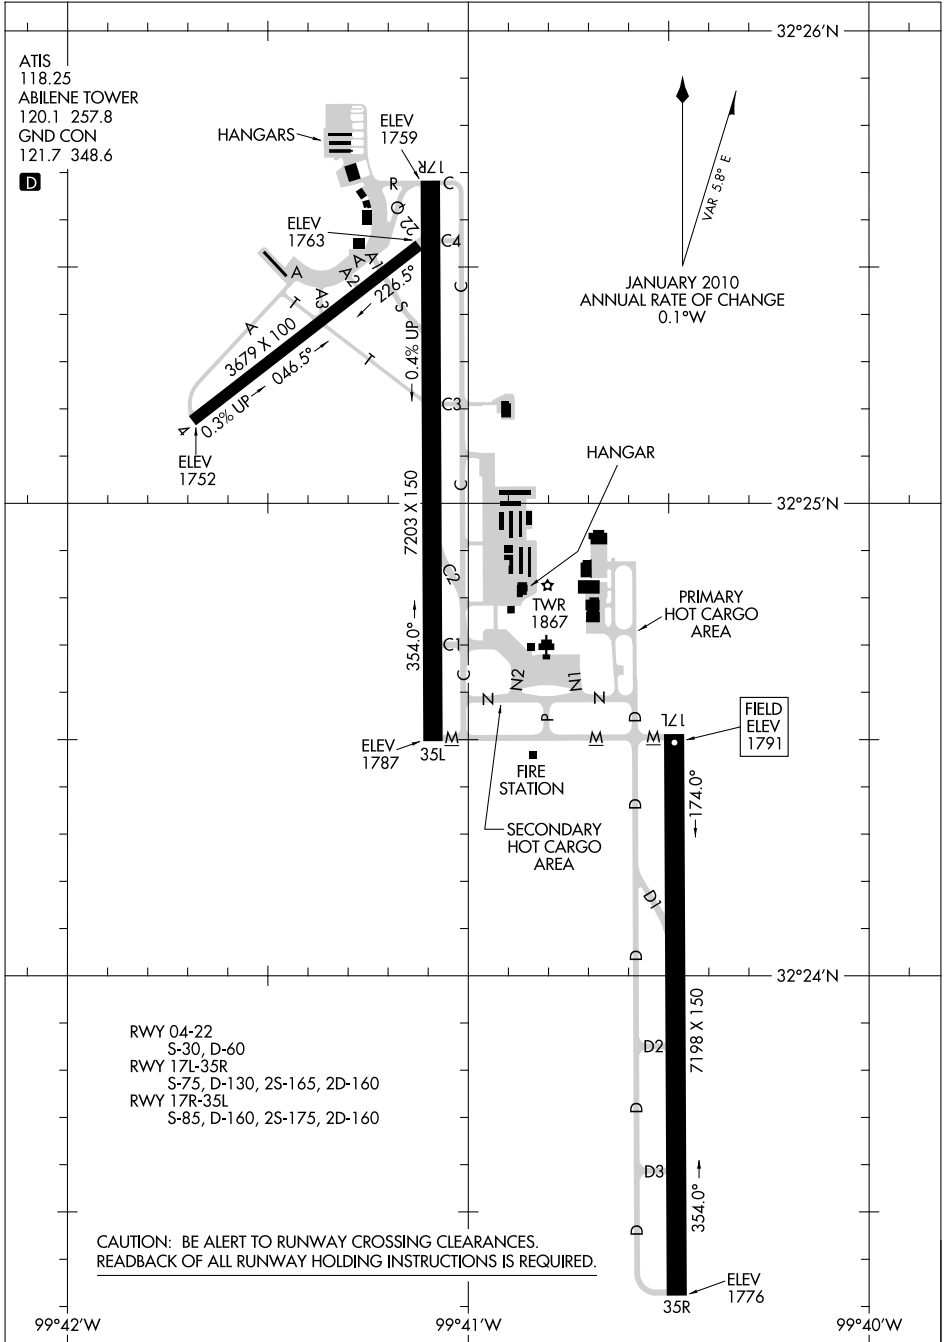 32°26'N
ATIS
118.25
ABILENE TOWER
120.1 257.8
GND CON
121.7 348.6
D
HANGARS
ELEV
1759
17R
R
C
Q
22
ELEV
1763
C4
A
A1
A
A2
A3
226.5°
S
C
VAR 5.8° E
JANUARY 2010
ANNUAL RATE OF CHANGE
0.1°W
A
T
T
3679 X 100
046.5°
0.3% UP
0.4% UP
4
ELEV
1752
C3
HANGAR
7203 X 150
C
32°25'N
C2
TWR
1867
PRIMARY
HOT CARGO
AREA
354.0°
C1
C
N2
N1
N
N
P
D
17L
FIELD
ELEV
1791
ELEV
1787
35L
M
M
M
FIRE
STATION
174.0°
D
SECONDARY
HOT CARGO
AREA
D1
D
32°24'N
7198 X 150
RWY 04-22
S-30, D-60
RWY 17L-35R
S-75, D-130, 2S-165, 2D-160
RWY 17R-35L
S-85, D-160, 2S-175, 2D-160
D2
D
D3
354.0°
D
CAUTION: BE ALERT TO RUNWAY CROSSING CLEARANCES.
READBACK OF ALL RUNWAY HOLDING INSTRUCTIONS IS REQUIRED.
ELEV
1776
35R
99°42'W
99°41'W
99°40'W